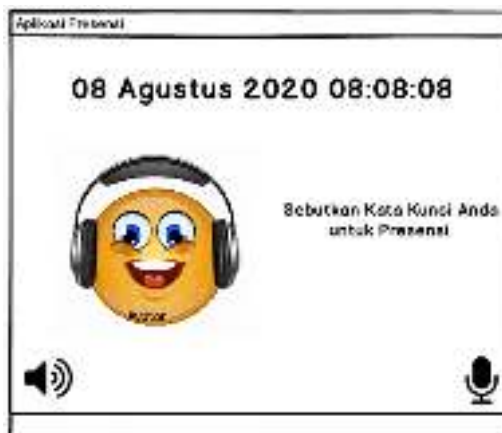 Aplikasi Presensi
08 Agustus 2020 08:08:08
Sebutkan Kata Kunci Anda
untuk Presensi